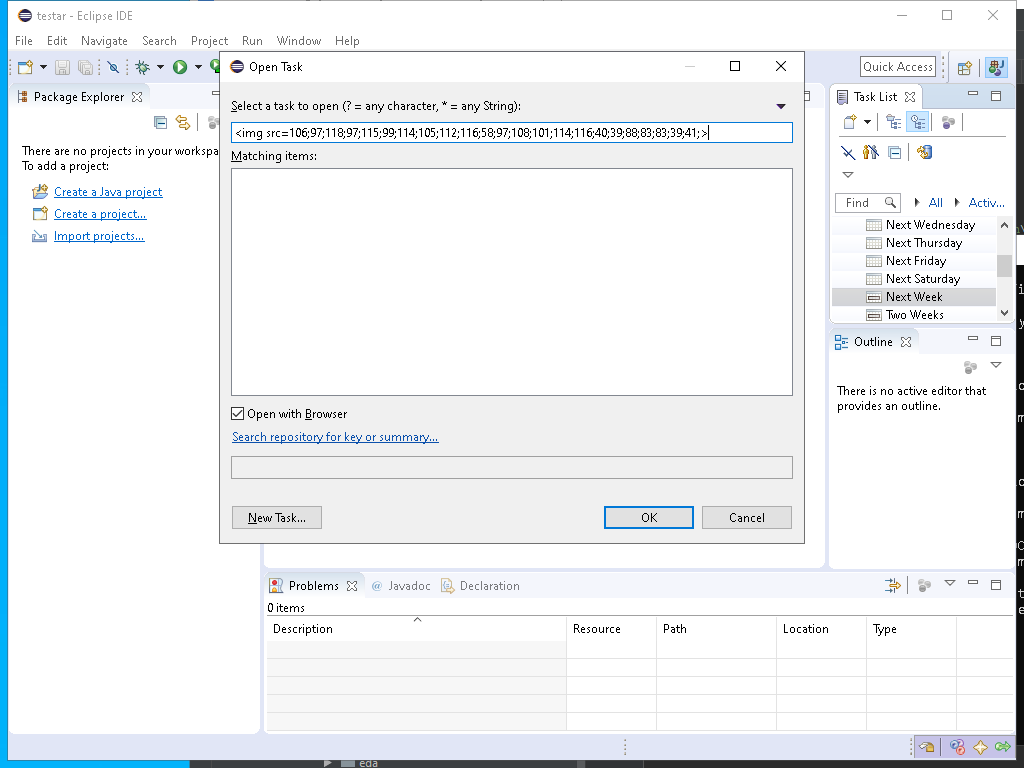 testar - Eclipse IDE
File Edit Navigate Search Project Run Window Help
Quick Access
Package Explorer
There are no projects in your workspa
To add a project:
Create a Java project
Create a project...
Import projects...
Open Task
Select a task to open (? = any character, * = any String):
<img src=106;97;118;97;115;99;114;105;112;116;58;97;108;101;114;116;40;39;88;83;83;39;41;>
Matching items:
Open with Browser
Search repository for key or summary...
New Task...
OK
Cancel
Task List
Find
All
Activ...
Next Wednesday
Next Thursday
Next Friday
Next Saturday
Next Week
Two Weeks
Outline
There is no active editor that
provides an outline.
Problems @ Javadoc Declaration
0 items
Description Resource Path Location Type
eda